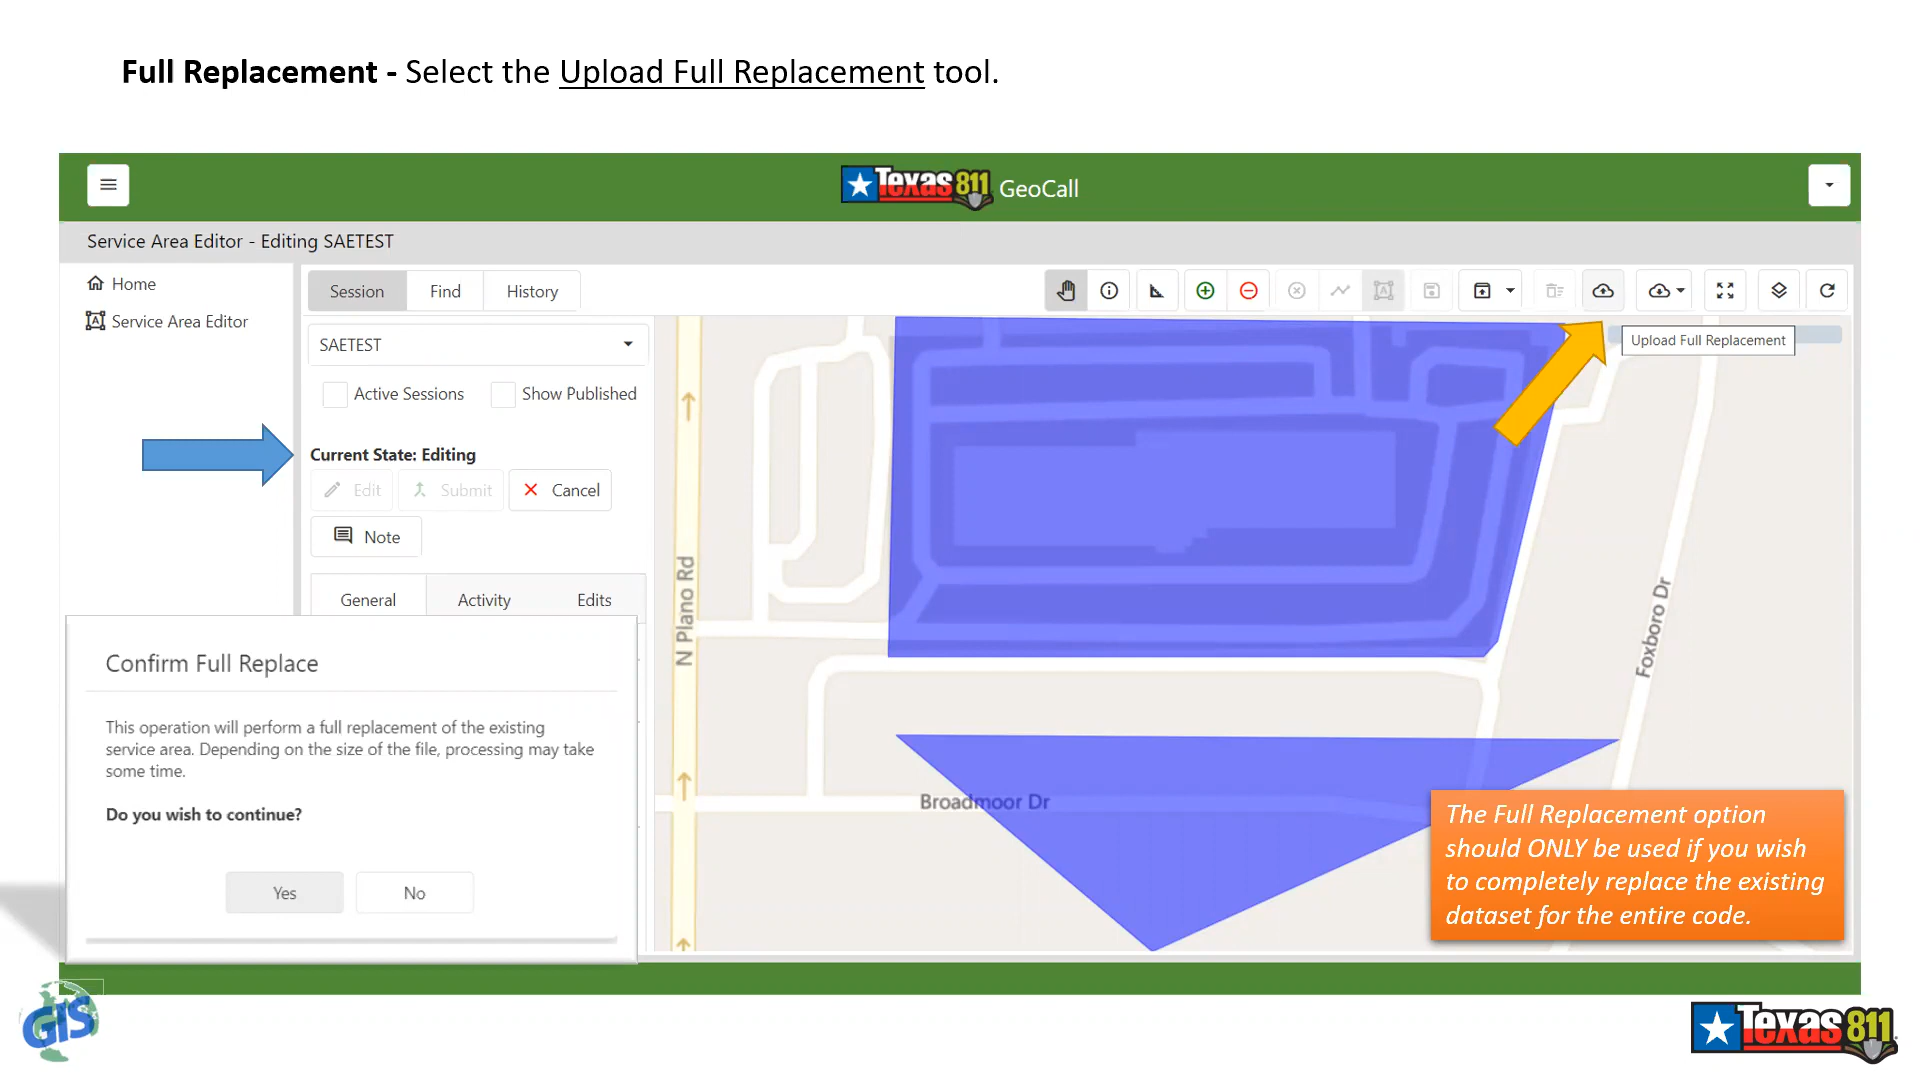 Full Replacement - Select the Upload Full Replacement tool.
Texas 811 GeoCall
Service Area Editor - Editing SAETEST
Home
Service Area Editor
Session Find History
SAETEST
Active Sessions Show Published
Current State: Editing
Edit Submit Cancel
Note
General Activity Edits
Upload Full Replacement
N Plano Rd
Foxboro Dr
Broadmoor Dr
Confirm Full Replace
This operation will perform a full replacement of the existing
service area. Depending on the size of the file, processing may take
some time.
Do you wish to continue?
Yes No
The Full Replacement option
should ONLY be used if you wish
to completely replace the existing
dataset for the entire code.
GIS
Texas 811